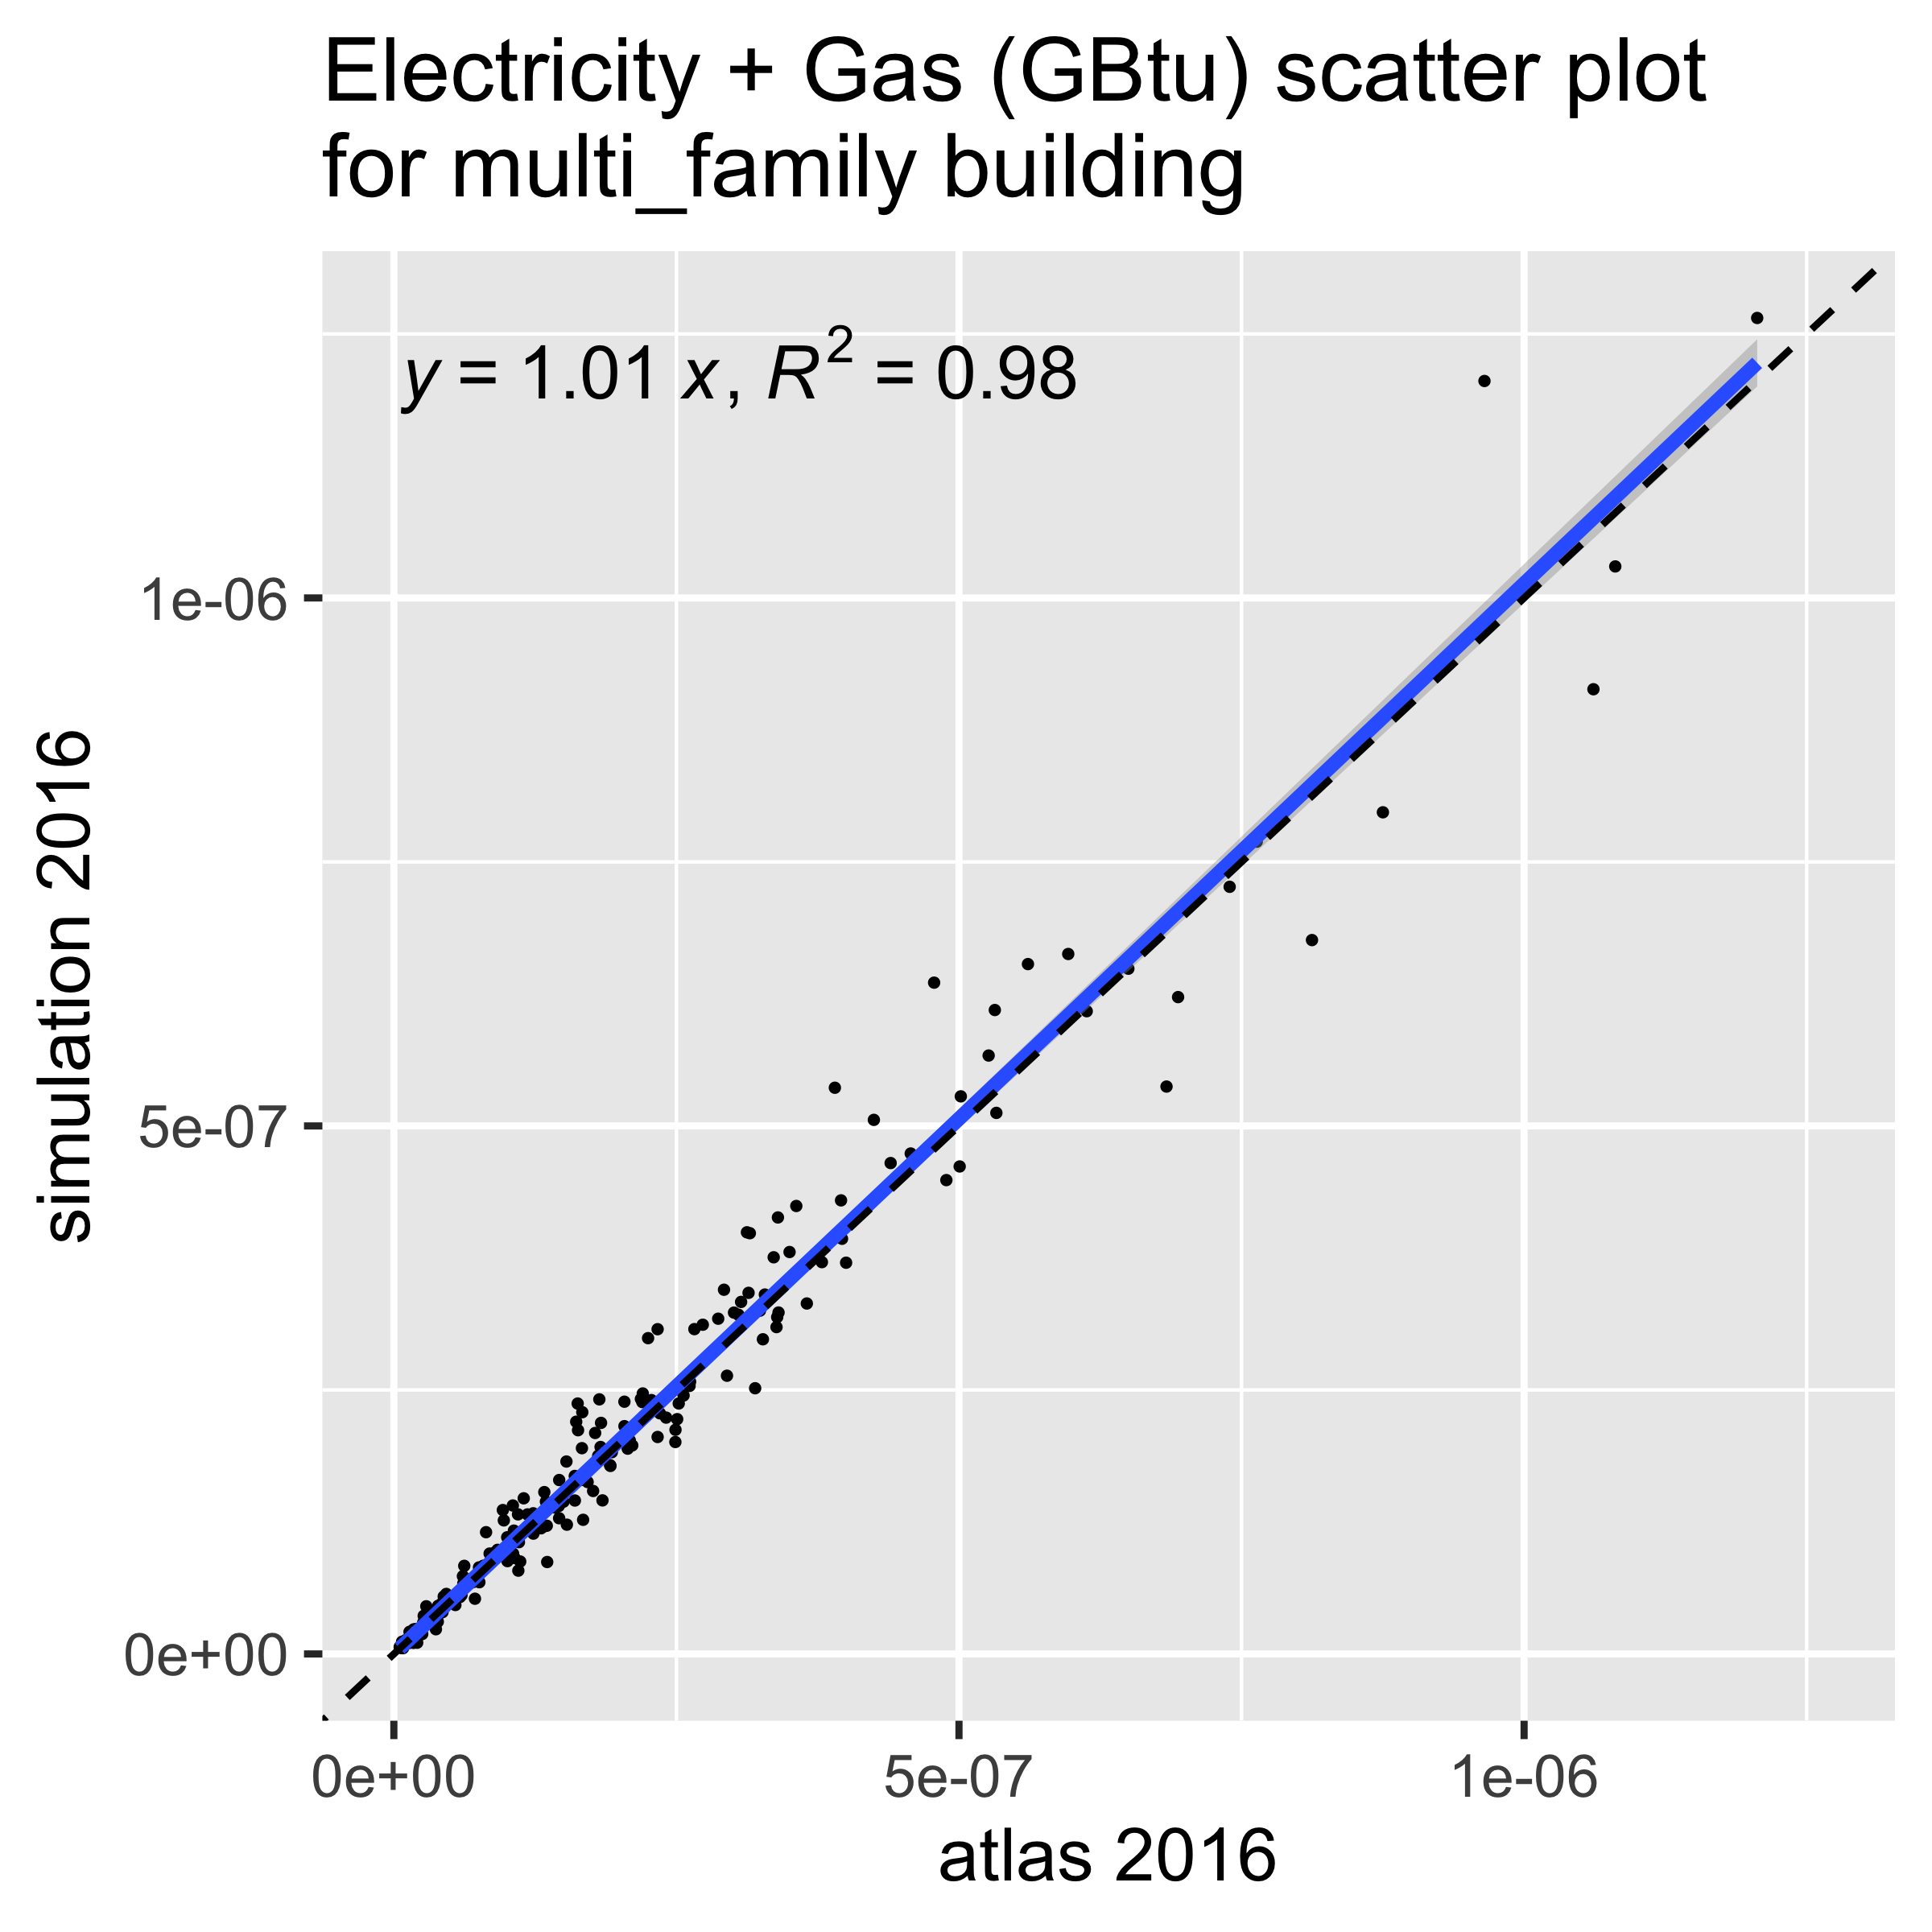 Electricity + Gas (GBtu) scatter plot
for multi_family building
y = 1.01 x, R² = 0.98
simulation 2016
1e-06
5e-07
0e+00
0e+00 5e-07 1e-06
atlas 2016